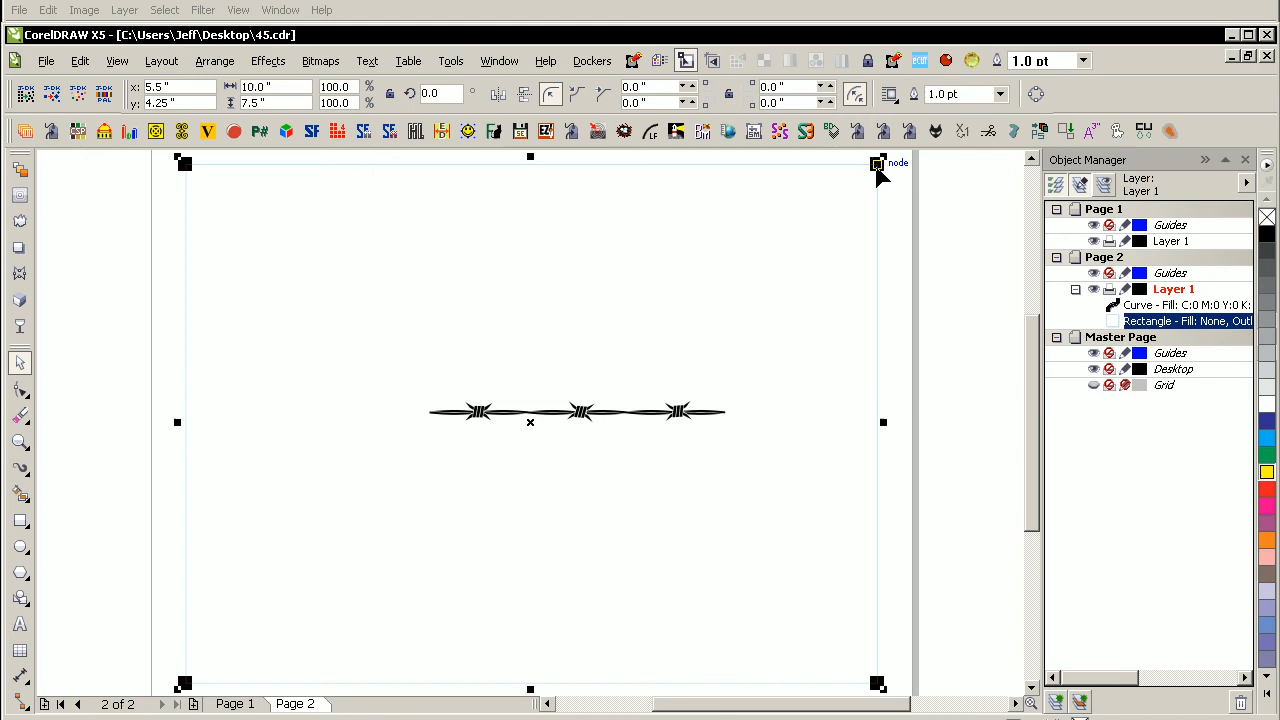 File Edit Image Layer Select Filter View Window Help
CorelDRAW X5 - [C:\Users\Jeff\Desktop\45.cdr]
File Edit View Layout Arrange Effects Bitmaps Text Table Tools Window Help Dockers 1.0 pt
x: 5.5 " 10.0 " 100.0 % 0.0 0.0 " 0.0 " 1.0 pt
y: 4.25 " 7.5 " 100.0 % 0.0 " 0.0 "
node
Object Manager
Layer:
Layer 1
Page 1
Guides
Layer 1
Page 2
Guides
Layer 1
Curve - Fill: C:0 M:0 Y:0 K:
Rectangle - Fill: None, Outl
Master Page
Guides
Desktop
Grid
2 of 2 Page 1 Page 2